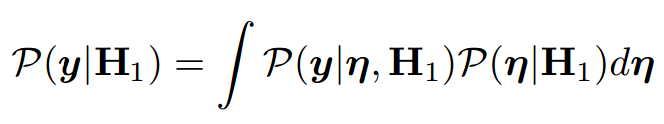 𝒫(𝒚|𝐇₁) = ∫ 𝒫(𝒚|𝜼, 𝐇₁)𝒫(𝜼|𝐇₁)d𝜼